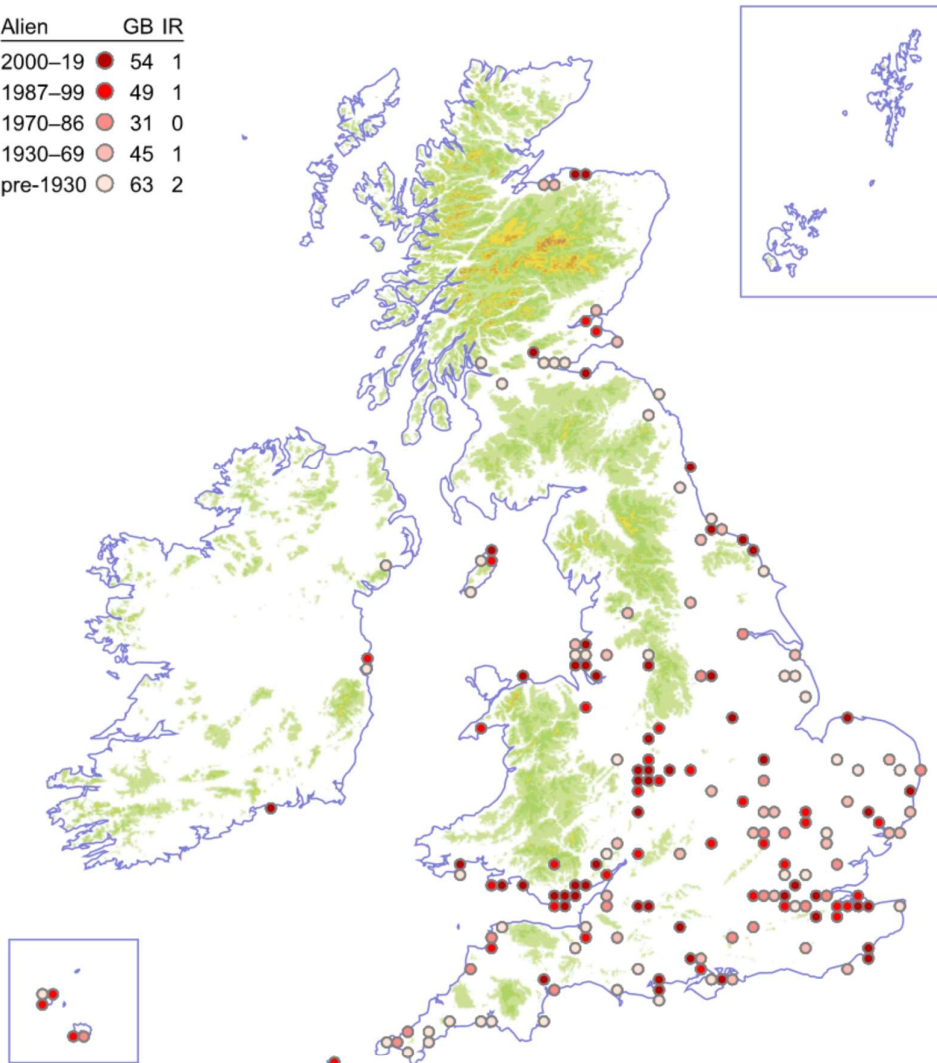 Alien GB IR
2000–19 54 1
1987–99 49 1
1970–86 31 0
1930–69 45 1
pre-1930 63 2